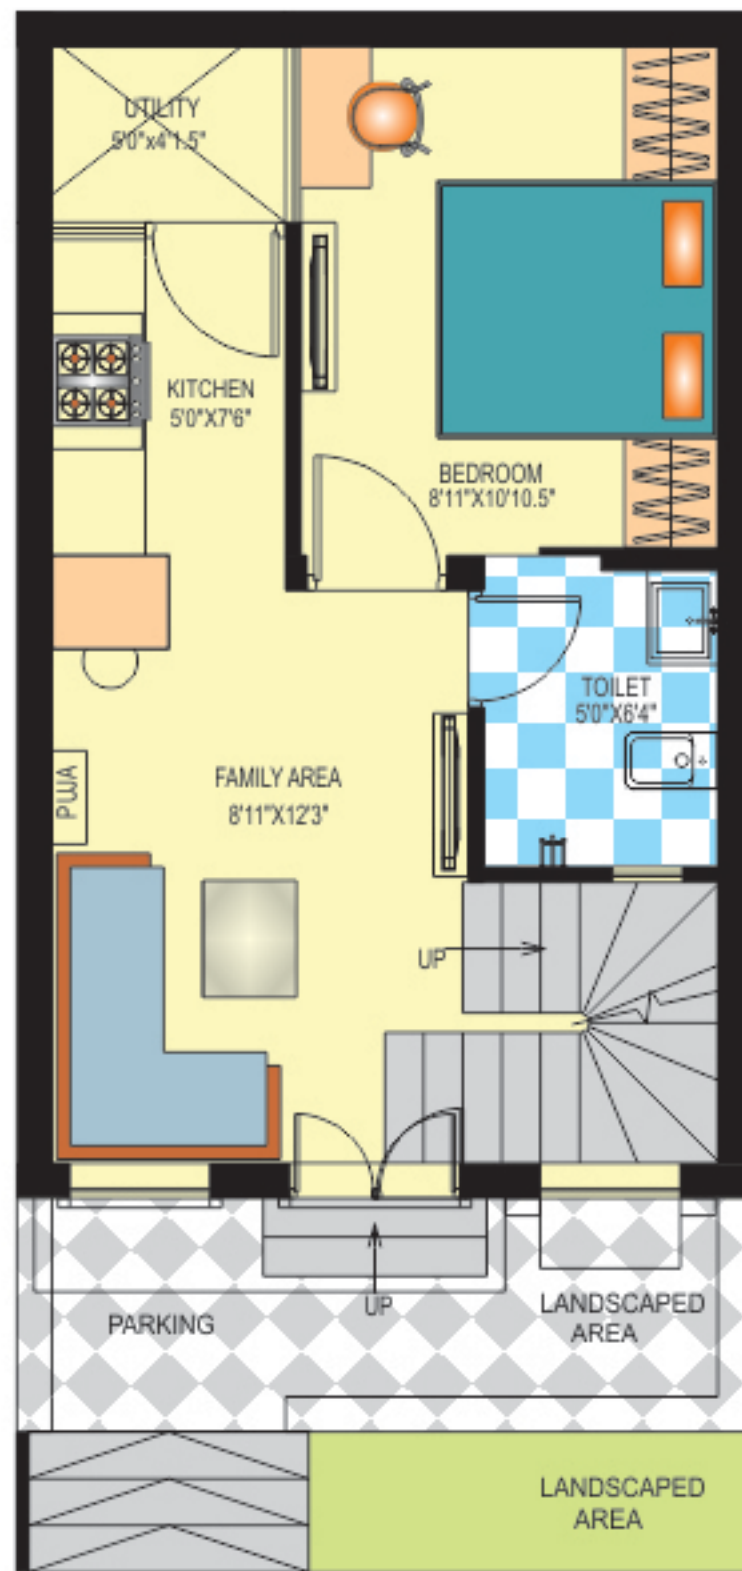 UTILITY
5'0"x4'1.5"
KITCHEN
5'0"X7'6"
BEDROOM
8'11"X10'10.5"
TOILET
5'0"X6'4"
PUJA
FAMILY AREA
8'11"X12'3"
UP
UP
PARKING
LANDSCAPED
AREA
LANDSCAPED
AREA